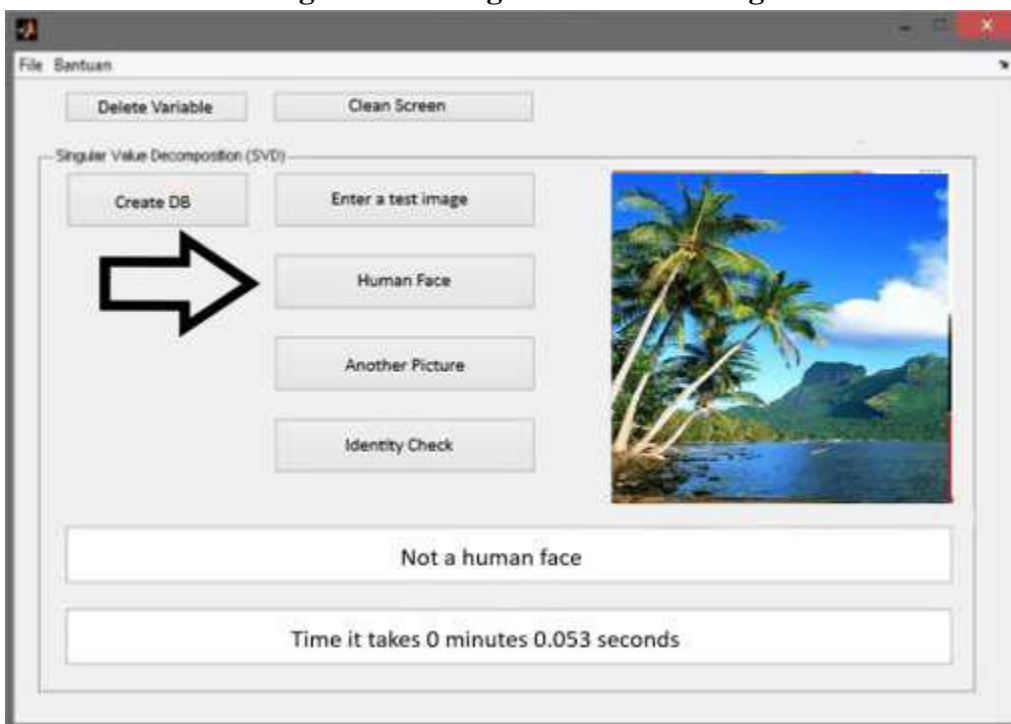 File Bantuan
Delete Variable Clean Screen
Singular Value Decomposition (SVD)
Create DB Enter a test image
Human Face
Another Picture
Identity Check
Not a human face
Time it takes 0 minutes 0.053 seconds